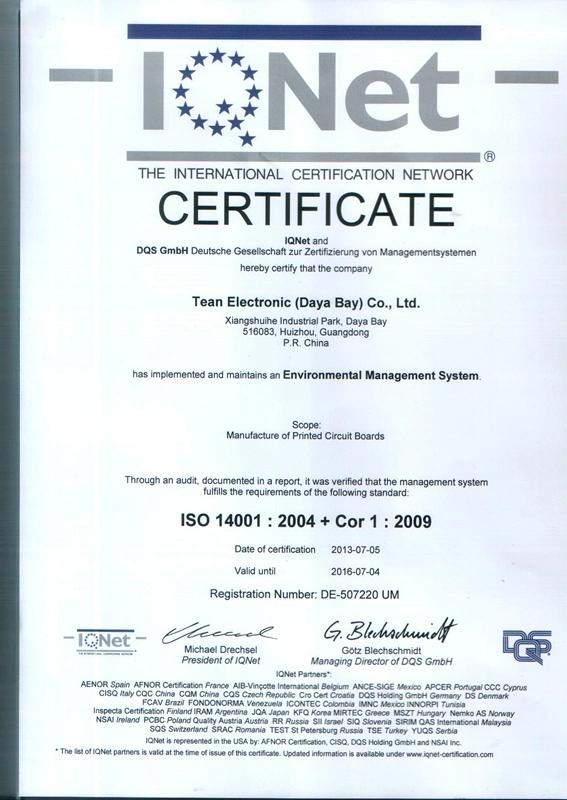 IQNet
®
THE INTERNATIONAL CERTIFICATION NETWORK
CERTIFICATE
IQNet and
DQS GmbH Deutsche Gesellschaft zur Zertifizierung von Managementsystemen
hereby certify that the company
Tean Electronic (Daya Bay) Co., Ltd.
Xiangshuihe Industrial Park, Daya Bay
516083, Huizhou, Guangdong
P.R. China
has implemented and maintains an Environmental Management System.
Scope:
Manufacture of Printed Circuit Boards
Through an audit, documented in a report, it was verified that the management system
fulfills the requirements of the following standard:
ISO 14001 : 2004 + Cor 1 : 2009
Date of certification 2013-07-05
Valid until 2016-07-04
Registration Number: DE-507220 UM
IQNet
G. Blechschmidt
DQS
Michael Drechsel
President of IQNet
Götz Blechschmidt
Managing Director of DQS GmbH
IQNet Partners*:
AENOR Spain AFNOR Certification France AIB-Vinçotte International Belgium ANCE-SIGE Mexico APCER Portugal CCC Cyprus
CISQ Italy CQC China CQM China CQS Czech Republic Cro Cert Croatia DQS Holding GmbH Germany DS Denmark
FCAV Brazil FONDONORMA Venezuela ICONTEC Colombia IMNC Mexico INNORPI Tunisia
Inspecta Certification Finland IRAM Argentina JQA Japan KFQ Korea MIRTEC Greece MSZT Hungary Nemko AS Norway
NSAI Ireland PCBC Poland Quality Austria Austria RR Russia SII Israel SIQ Slovenia SIRIM QAS International Malaysia
SQS Switzerland SRAC Romania TEST St Petersburg Russia TSE Turkey YUQS Serbia
IQNet is represented in the USA by: AFNOR Certification, CISQ, DQS Holding GmbH and NSAI Inc.
* The list of IQNet partners is valid at the time of issue of this certificate. Updated information is available under www.iqnet-certification.com